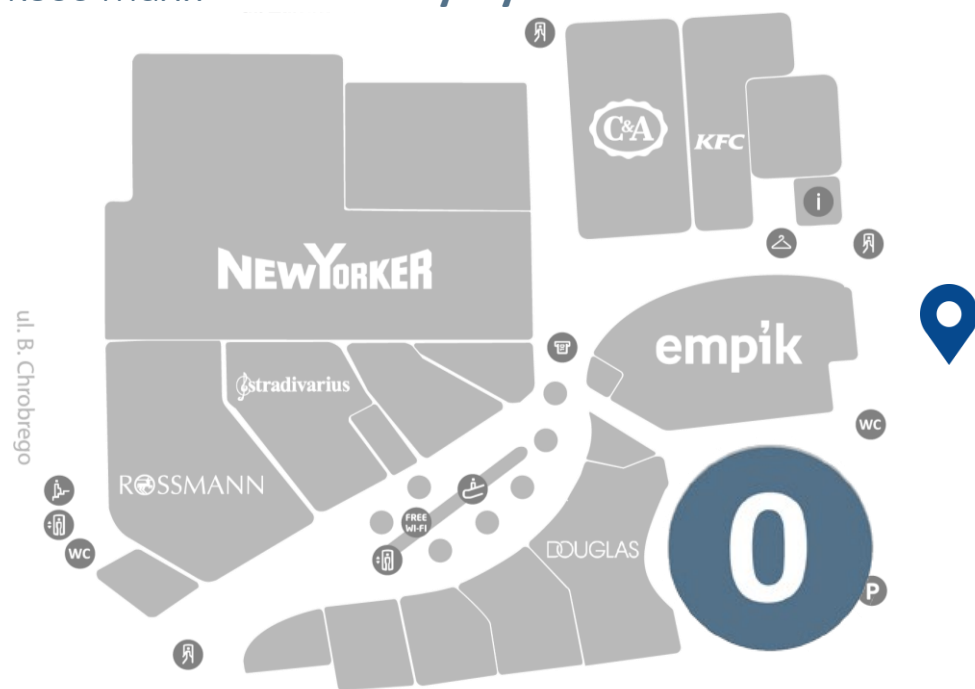 C&A
KFC
i
NEWYORKER
empik
stradivarius
ul. B. Chrobrego
WC
ROSSMANN
FREE
WI-FI
DOUGLAS
0
WC
P